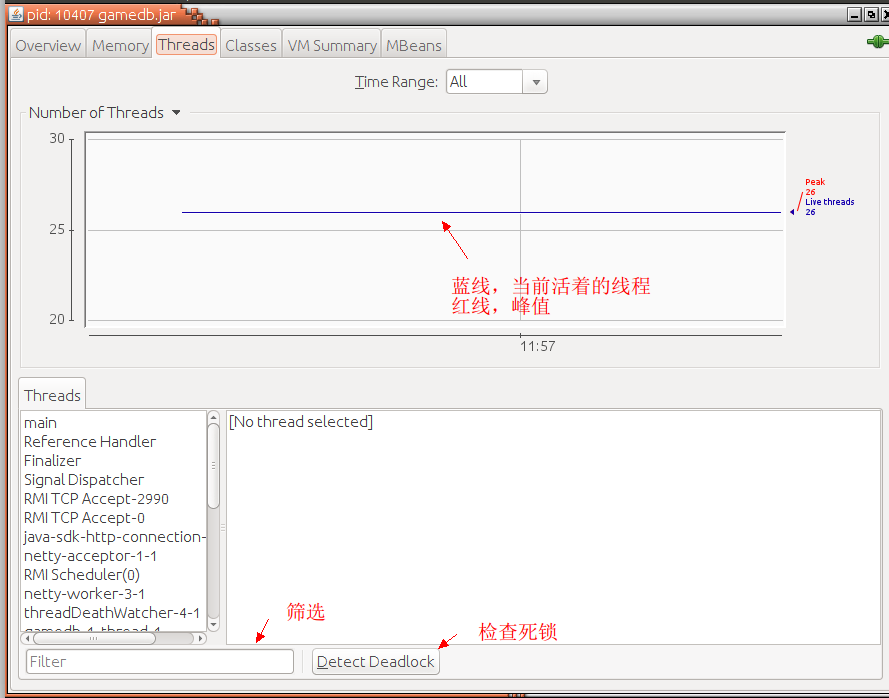 pid: 10407 gamedb.jar
Overview Memory Threads Classes VM Summary MBeans
Time Range: All
Number of Threads
30
25
20
Peak
26
Live threads
26
蓝线，当前活着的线程
红线，峰值
11:57
Threads
main
Reference Handler
Finalizer
Signal Dispatcher
RMI TCP Accept-2990
RMI TCP Accept-0
java-sdk-http-connection-
netty-acceptor-1-1
RMI Scheduler(0)
netty-worker-3-1
threadDeathWatcher-4-1
gamedb-1-thread-1
[No thread selected]
筛选
检查死锁
Filter
Detect Deadlock